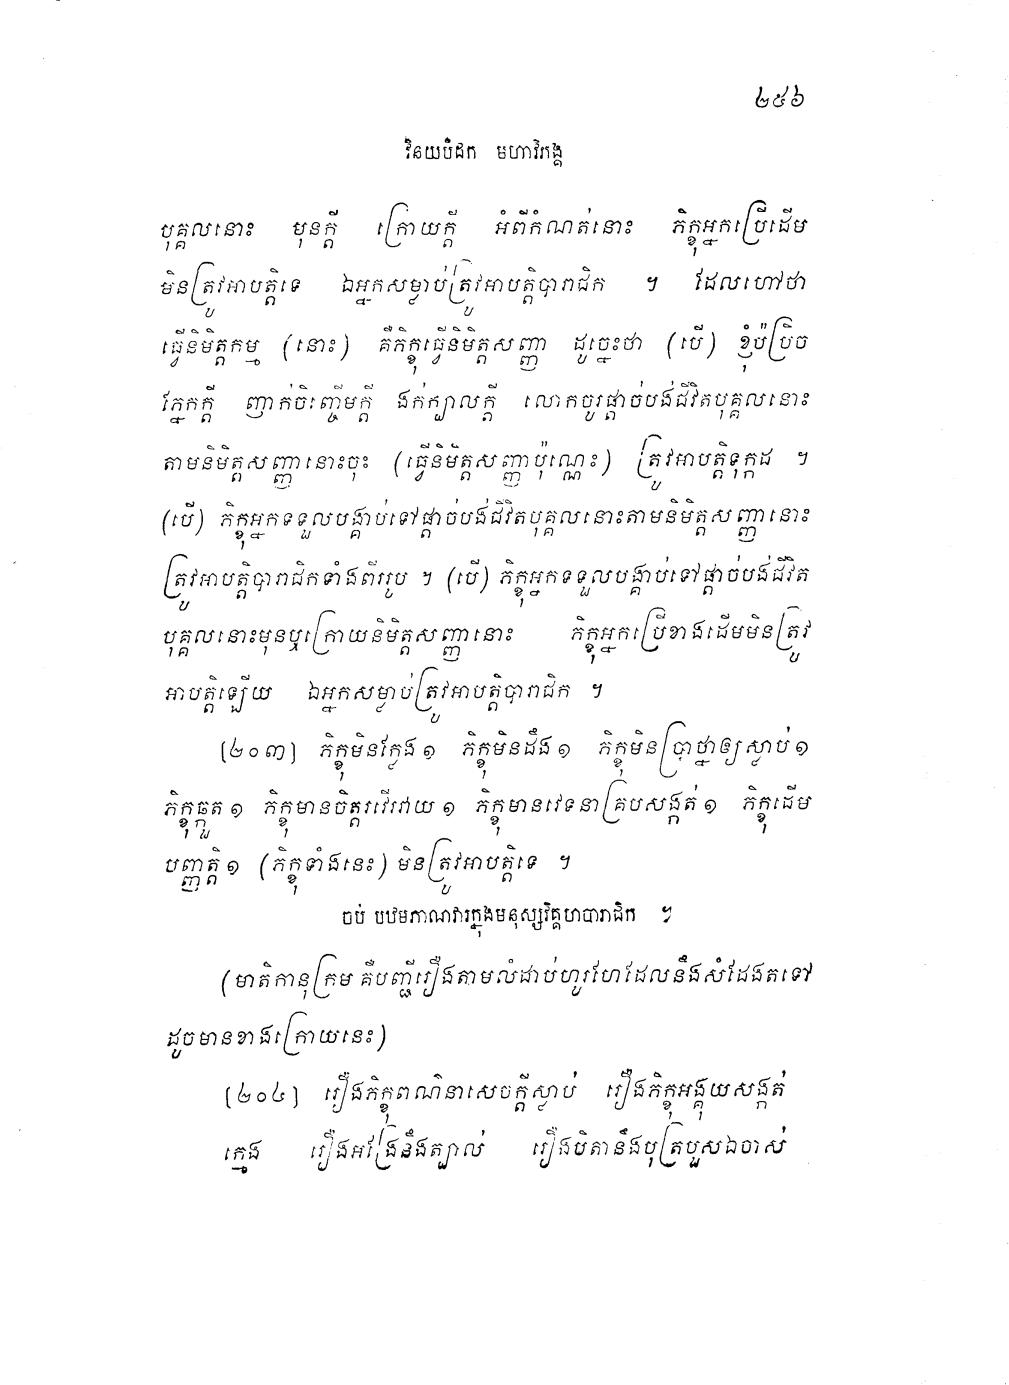 ២៥៦
វិនយបិដក មហាវិភង្គ
បុគ្គលនោះ មុនក្តី ក្រោយក្តី អំពីកំណត់នោះ ភិក្ខុអ្នកប្រើដើម
មិនត្រូវអាបត្តិទេ ឯអ្នកសម្លាប់ត្រូវអាបត្តិបារាជិក ។ ដែលហៅថា
ធ្វើនិមិត្តកម្ម (នោះ) គឺភិក្ខុធ្វើនិមិត្តសញ្ញា ដូច្នេះថា (បើ) ខ្ញុំប៉ប្រិច
ភ្នែកក្តី ញាក់ចិញ្ចើមក្តី ងក់ក្បាលក្តី លោកចូរផ្តាច់បង់ជីវិតបុគ្គលនោះ
តាមនិមិត្តសញ្ញានោះចុះ (ធ្វើនិមិត្តសញ្ញាប៉ុណ្ណេះ) ត្រូវអាបត្តិទុក្កដ ។
(បើ) ភិក្ខុអ្នកទទួលបង្គាប់ទៅផ្តាច់បង់ជីវិតបុគ្គលនោះតាមនិមិត្តសញ្ញានោះ
ត្រូវអាបត្តិបារាជិកទាំងពីររូប ។ (បើ) ភិក្ខុអ្នកទទួលបង្គាប់ទៅផ្តាច់បង់ជីវិត
បុគ្គលនោះមុនឬក្រោយនិមិត្តសញ្ញានោះ ភិក្ខុអ្នកប្រើខាងដើមមិនត្រូវ
អាបត្តិឡើយ ឯអ្នកសម្លាប់ត្រូវអាបត្តិបារាជិក ។
[២០៣] ភិក្ខុមិនក្លែង ១ ភិក្ខុមិនដឹង ១ ភិក្ខុមិនប្រាថ្នាឲ្យស្លាប់ ១
ភិក្ខុឆ្កួត ១ ភិក្ខុមានចិត្តរវើរវាយ ១ ភិក្ខុមានវេទនាគ្របសង្កត់ ១ ភិក្ខុដើម
បញ្ញត្តិ ១ (ភិក្ខុទាំងនេះ) មិនត្រូវអាបត្តិទេ ។
ចប់ បឋមភាណវារក្នុងមនុស្សវិគ្គហបារាជិក ។
(មាតិកានុក្រម គឺបញ្ជីរឿងតាមលំដាប់ហូរហែដែលនឹងសំដែងតទៅ
ដូចមានខាងក្រោយនេះ)
[២០៤] រឿងភិក្ខុពណ៌នាសេចក្តីស្លាប់ រឿងភិក្ខុអង្គុយសង្កត់
ក្មេង រឿងអង្រែនឹងត្បាល់ រឿងបិតានឹងបុត្របួសឯចាស់